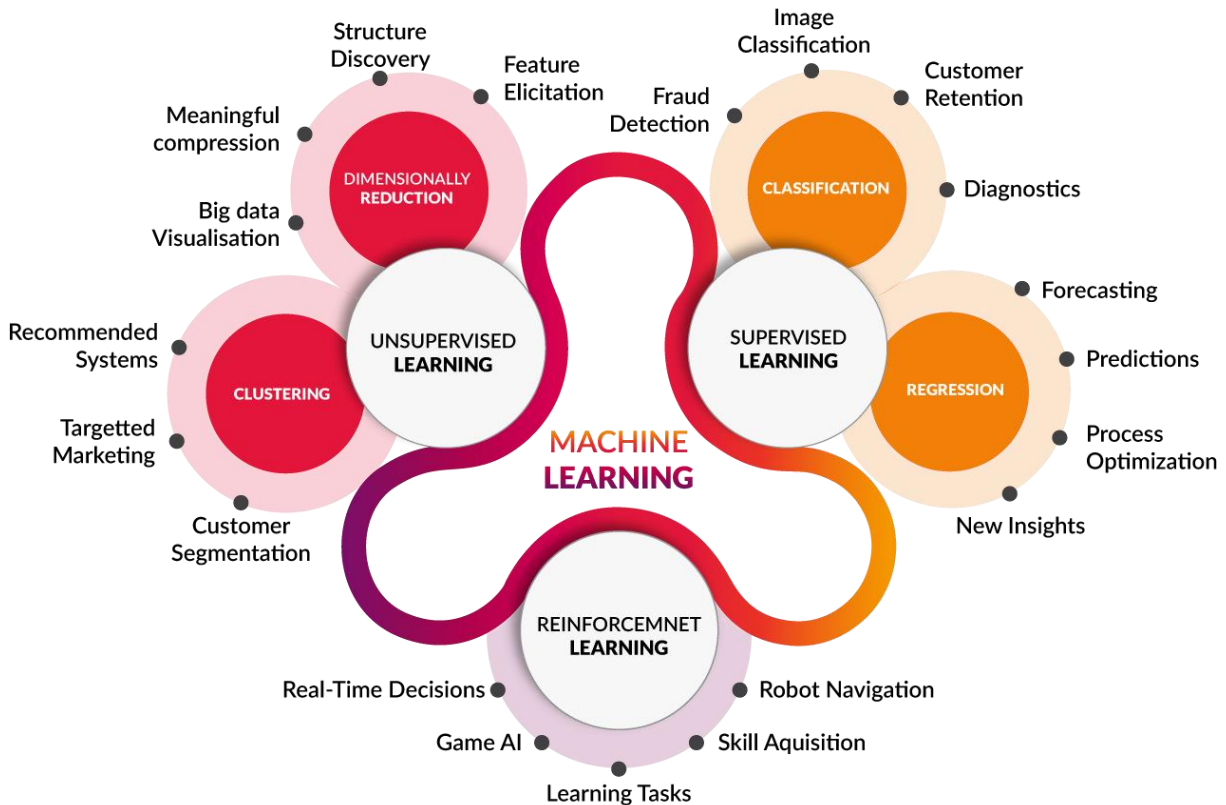 Structure
Discovery
Feature
Elicitation
Meaningful
compression
DIMENSIONALLY
REDUCTION
Big data
Visualisation
Image
Classification
Customer
Retention
Fraud
Detection
CLASSIFICATION
Diagnostics
Recommended
Systems
CLUSTERING
Targetted
Marketing
Customer
Segmentation
UNSUPERVISED
LEARNING
SUPERVISED
LEARNING
Forecasting
Predictions
REGRESSION
Process
Optimization
New Insights
MACHINE
LEARNING
REINFORCEMNET
LEARNING
Real-Time Decisions
Robot Navigation
Game AI
Skill Aquisition
Learning Tasks